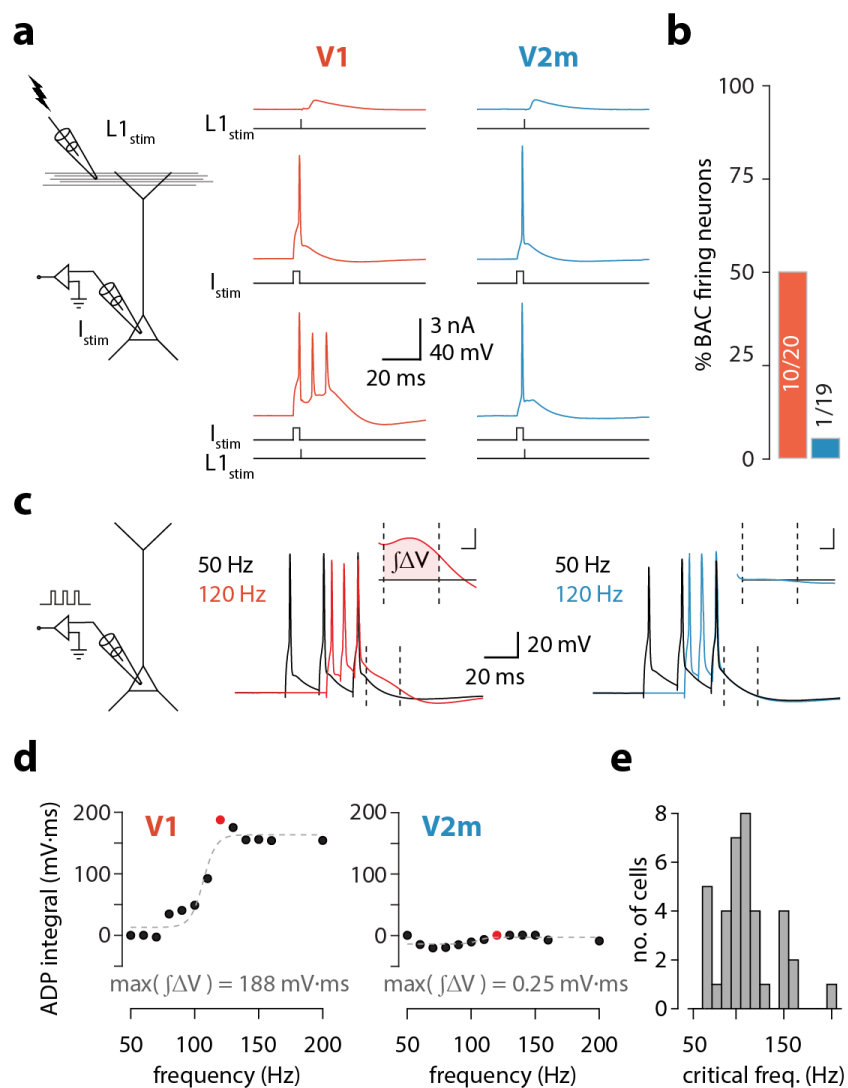 a
V1
V2m
L1stim
L1stim
Istim
Istim
3 nA
40 mV
20 ms
Istim
L1stim
b
% BAC firing neurons
100
75
50
25
0
10/20
1/19
c
50 Hz
120 Hz
∫ΔV
20 mV
20 ms
50 Hz
120 Hz
d
ADP integral (mV·ms)
200
100
0
V1
max( ∫ΔV ) = 188 mV·ms
50 100 150 200
frequency (Hz)
200
100
0
V2m
max( ∫ΔV ) = 0.25 mV·ms
50 100 150 200
frequency (Hz)
e
no. of cells
8
6
4
2
0
50 150
critical freq. (Hz)